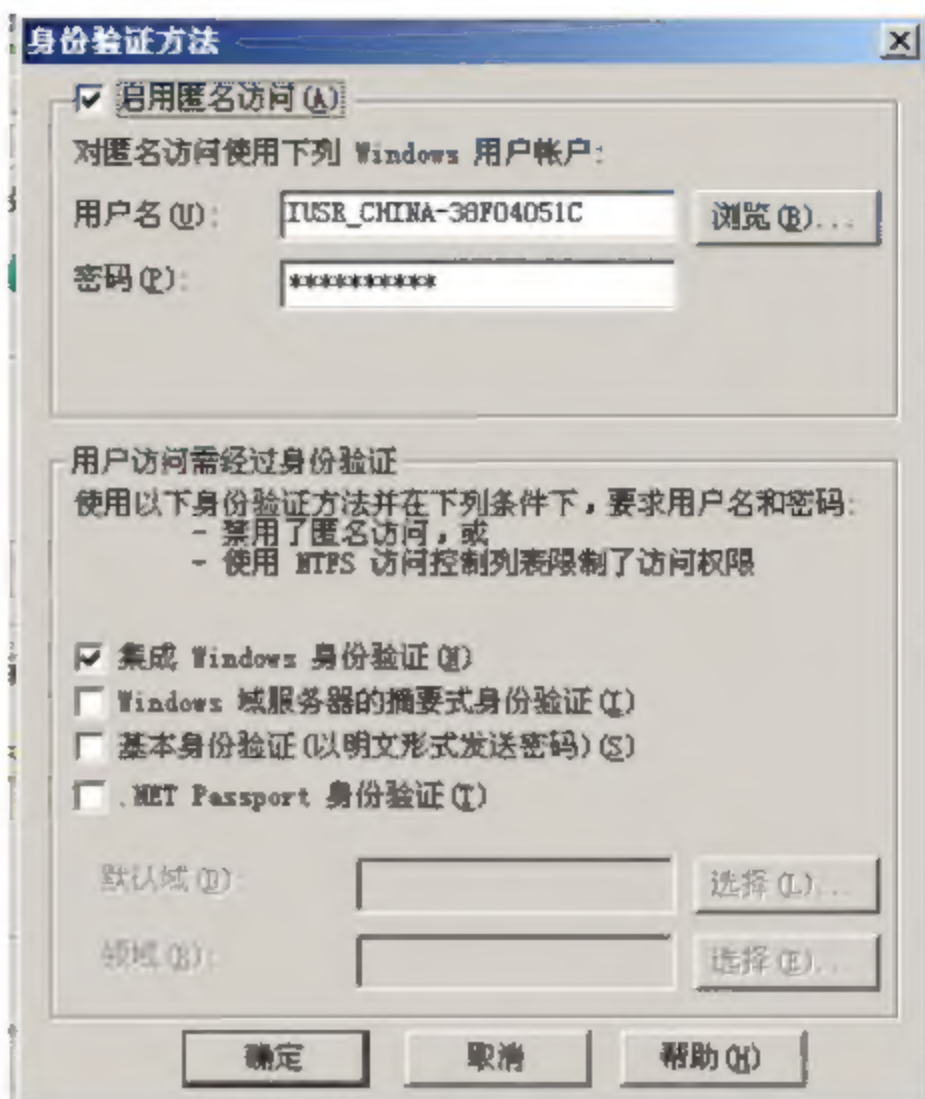 身份验证方法
启用匿名访问(A)
对匿名访问使用下列 Windows 用户帐户:
用户名(U): IUSR_CHINA-38F04051C 浏览(B)...
密码(P): **********
用户访问需经过身份验证
使用以下身份验证方法并在下列条件下，要求用户名和密码:
- 禁用了匿名访问，或
- 使用 NTFS 访问控制列表限制了访问权限
集成 Windows 身份验证(N)
Windows 域服务器的摘要式身份验证(I)
基本身份验证(以明文形式发送密码)(S)
.NET Passport 身份验证(T)
默认域(D): 选择(L)...
领域(R): 选择(E)...
确定 取消 帮助(H)